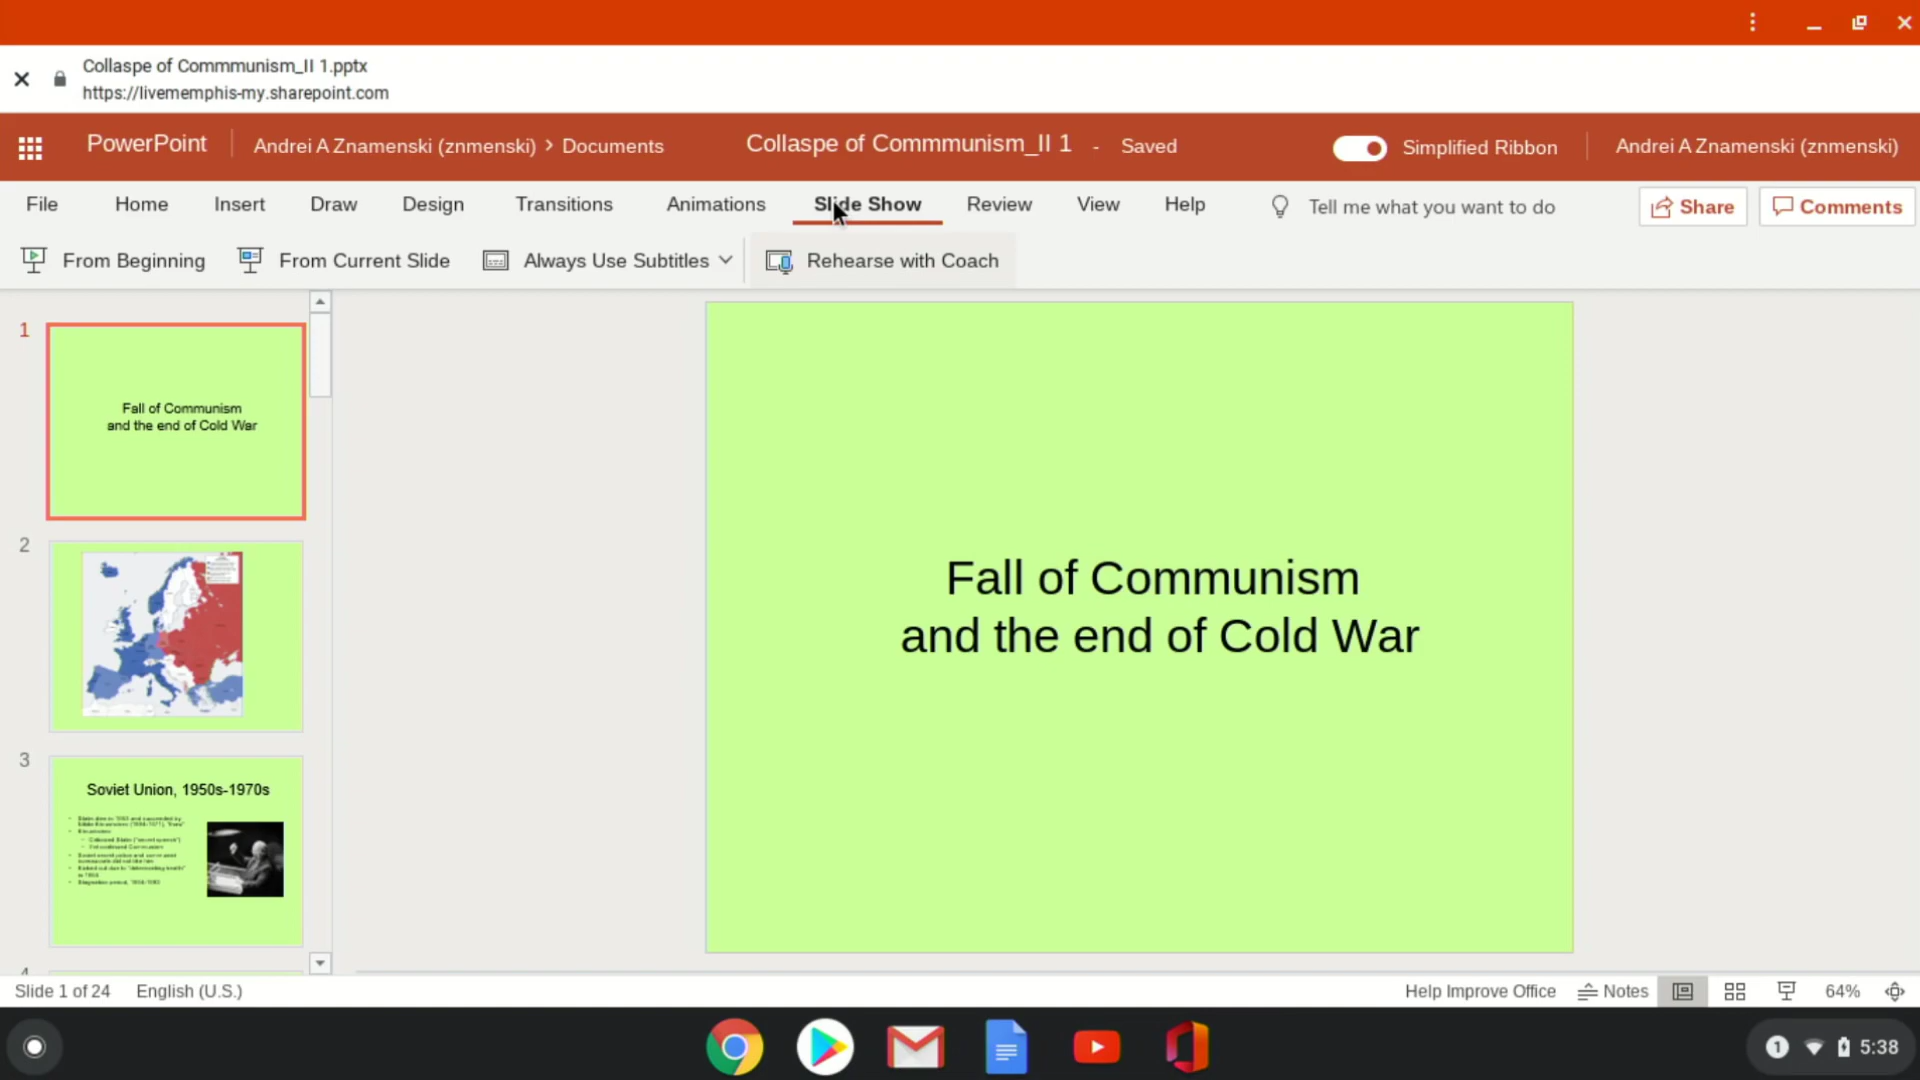 Collaspe of Commmunism_II 1.pptx
https://livememphis-my.sharepoint.com
PowerPoint Andrei A Znamenski (znmenski) > Documents Collaspe of Commmunism_II 1 - Saved Simplified Ribbon Andrei A Znamenski (znmenski)
File Home Insert Draw Design Transitions Animations Slide Show Review View Help Tell me what you want to do Share Comments
From Beginning From Current Slide Always Use Subtitles Rehearse with Coach
1
Fall of Communism
and the end of Cold War
2
3
Soviet Union, 1950s-1970s
4
Fall of Communism
and the end of Cold War
Slide 1 of 24 English (U.S.) Help Improve Office Notes 64%
1 5:38